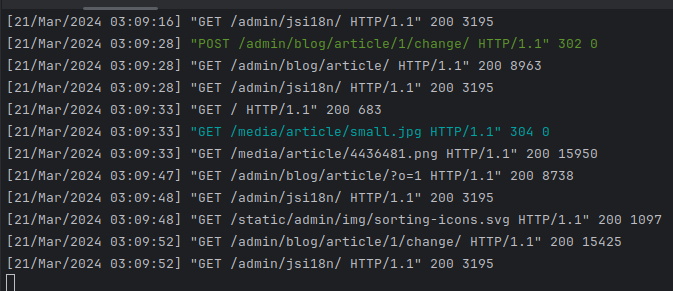 [21/Mar/2024 03:09:16] "GET /admin/jsi18n/ HTTP/1.1" 200 3195
[21/Mar/2024 03:09:28] "POST /admin/blog/article/1/change/ HTTP/1.1" 302 0
[21/Mar/2024 03:09:28] "GET /admin/blog/article/ HTTP/1.1" 200 8963
[21/Mar/2024 03:09:28] "GET /admin/jsi18n/ HTTP/1.1" 200 3195
[21/Mar/2024 03:09:33] "GET / HTTP/1.1" 200 683
[21/Mar/2024 03:09:33] "GET /media/article/small.jpg HTTP/1.1" 304 0
[21/Mar/2024 03:09:33] "GET /media/article/4436481.png HTTP/1.1" 200 15950
[21/Mar/2024 03:09:47] "GET /admin/blog/article/?o=1 HTTP/1.1" 200 8738
[21/Mar/2024 03:09:48] "GET /admin/jsi18n/ HTTP/1.1" 200 3195
[21/Mar/2024 03:09:48] "GET /static/admin/img/sorting-icons.svg HTTP/1.1" 200 1097
[21/Mar/2024 03:09:52] "GET /admin/blog/article/1/change/ HTTP/1.1" 200 15425
[21/Mar/2024 03:09:52] "GET /admin/jsi18n/ HTTP/1.1" 200 3195